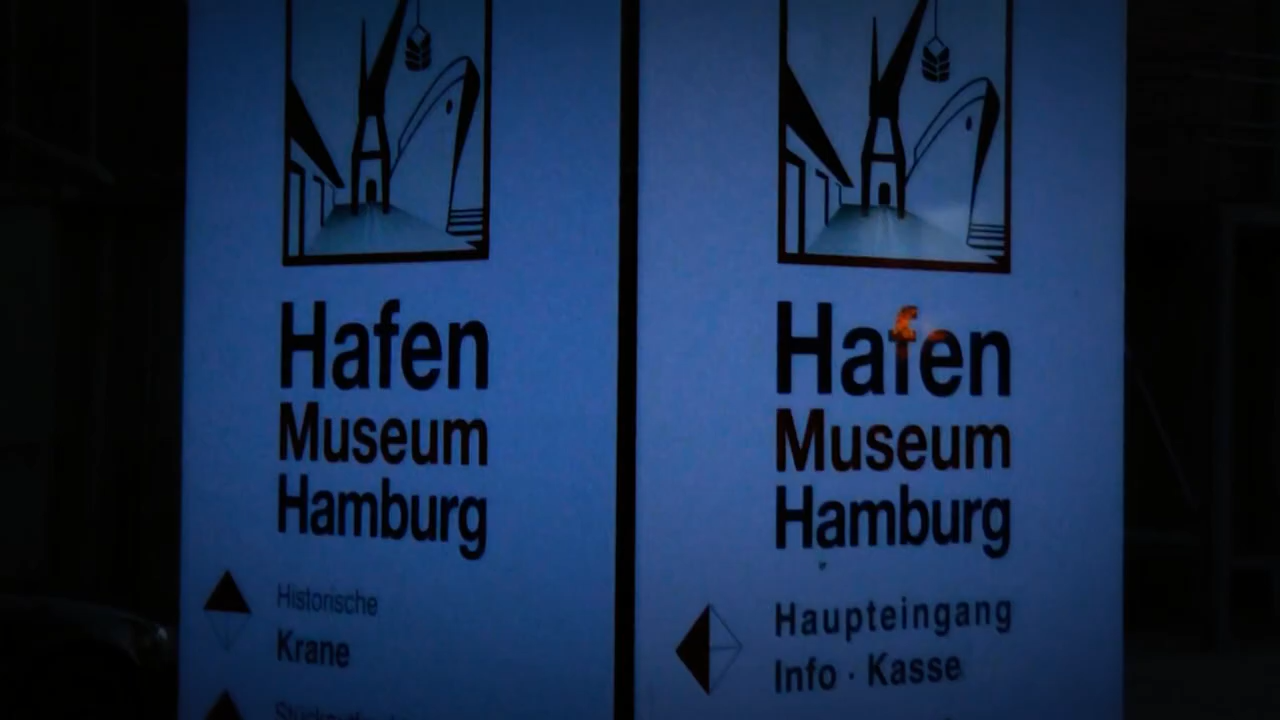 Hafen
Museum
Hamburg
Historische
Krane
Hafen
Museum
Hamburg
Haupteingang
Info · Kasse